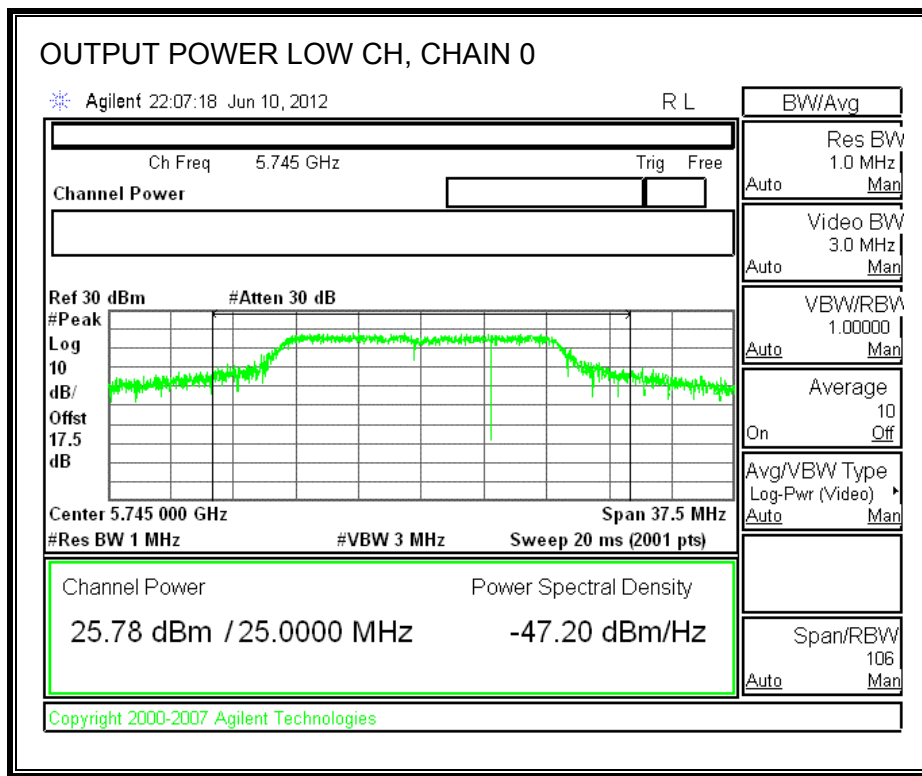 OUTPUT POWER LOW CH, CHAIN 0
Agilent 22:07:18 Jun 10, 2012 R L
BW/Avg
Ch Freq 5.745 GHz Trig Free
Channel Power
Res BW
1.0 MHz
Auto Man
Video BW
3.0 MHz
Auto Man
Ref 30 dBm #Atten 30 dB
#Peak
Log
10
dB/
Offst
17.5
dB
VBW/RBW
1.00000
Auto Man
Average
10
On Off
Avg/VBW Type
Log-Pwr (Video)
Auto Man
Center 5.745 000 GHz Span 37.5 MHz
#Res BW 1 MHz #VBW 3 MHz Sweep 20 ms (2001 pts)
Channel Power Power Spectral Density
25.78 dBm / 25.0000 MHz -47.20 dBm/Hz
Span/RBW
106
Auto Man
Copyright 2000-2007 Agilent Technologies